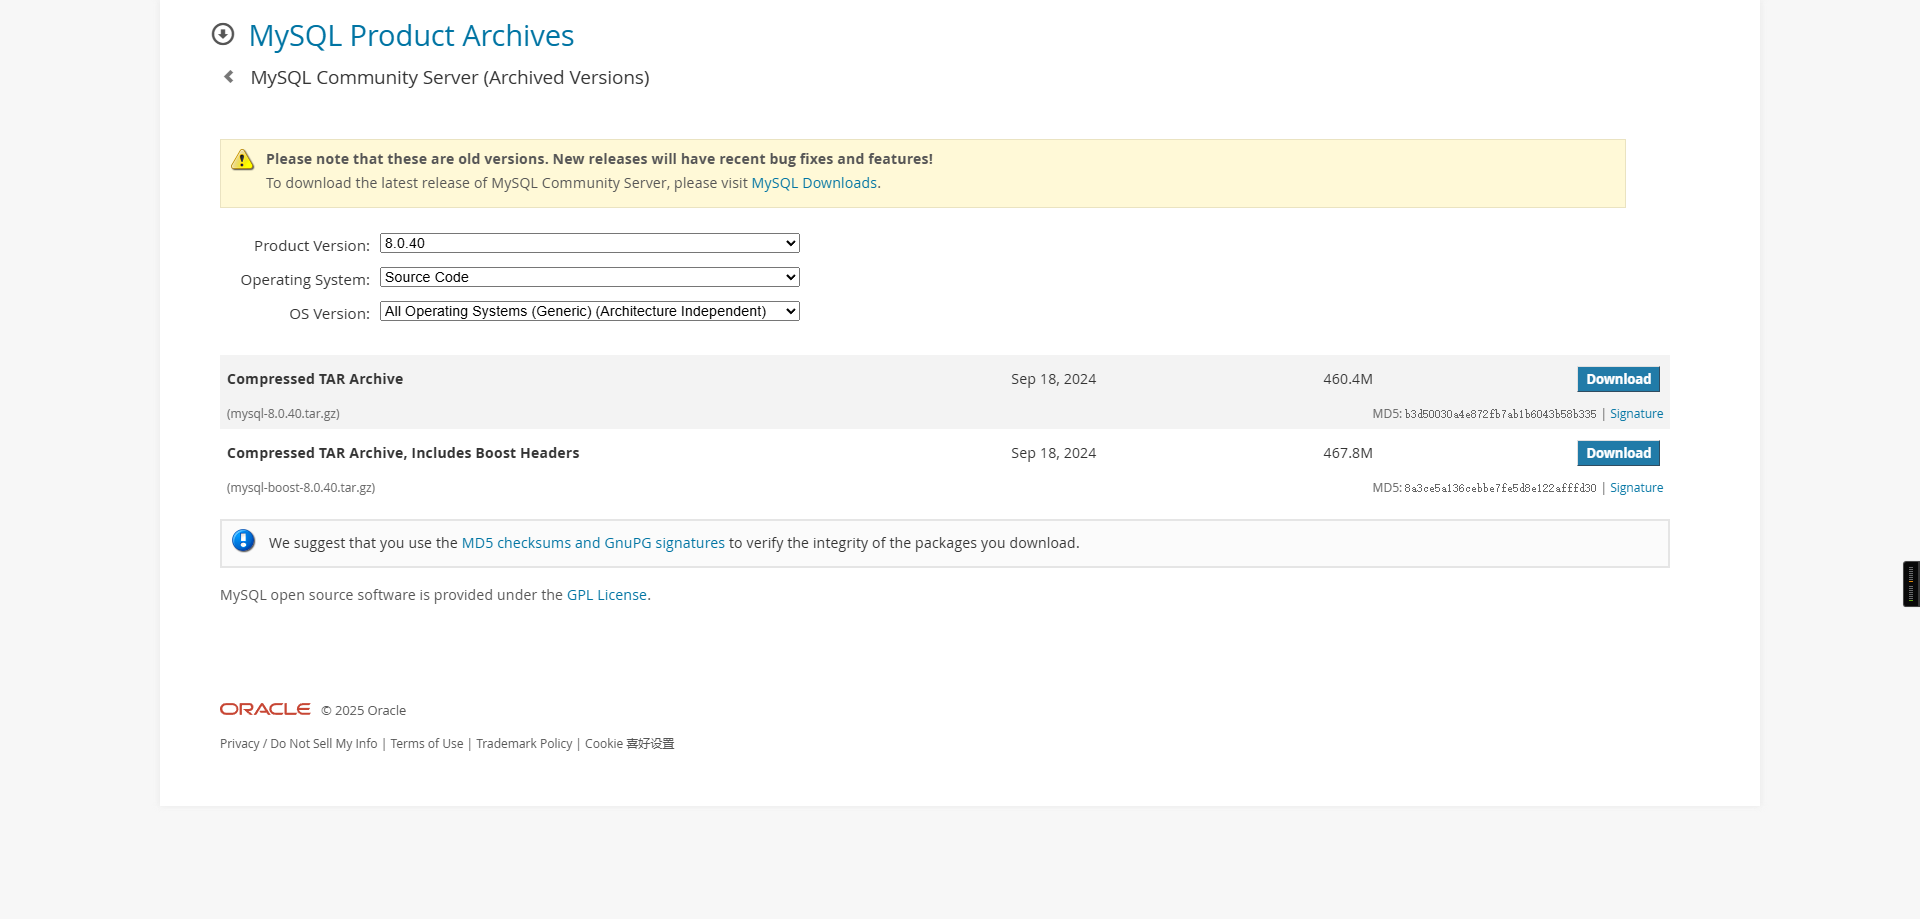 MySQL Product Archives
MySQL Community Server (Archived Versions)
Please note that these are old versions. New releases will have recent bug fixes and features!
To download the latest release of MySQL Community Server, please visit MySQL Downloads.
Product Version: 8.0.40
Operating System: Source Code
OS Version: All Operating Systems (Generic) (Architecture Independent)
Compressed TAR Archive Sep 18, 2024 460.4M Download
(mysql-8.0.40.tar.gz) MD5: b3d50030a4e872fb7ab1b6043b58b335 | Signature
Compressed TAR Archive, Includes Boost Headers Sep 18, 2024 467.8M Download
(mysql-boost-8.0.40.tar.gz) MD5: 8a3ce5a136cebbe7fe5d8e122afffd30 | Signature
We suggest that you use the MD5 checksums and GnuPG signatures to verify the integrity of the packages you download.
MySQL open source software is provided under the GPL License.
ORACLE © 2025 Oracle
Privacy / Do Not Sell My Info | Terms of Use | Trademark Policy | Cookie 喜好设置